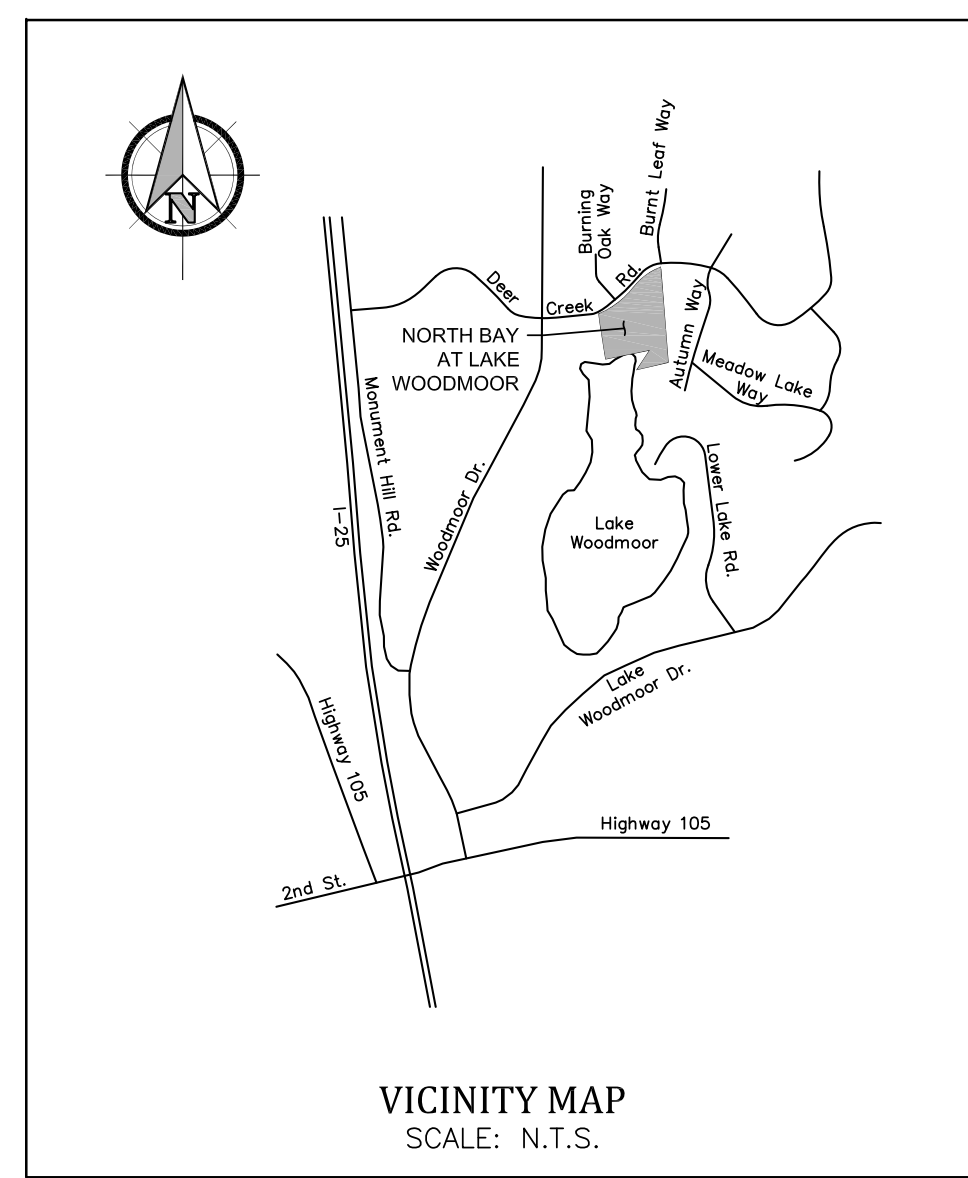 N
Burnt Leaf Way
Burning
Oak Way
Deer
Creek
Rd.
NORTH BAY
AT LAKE
WOODMOOR
Autumn Way
Meadow Lake
Way
Monument Hill Rd.
I-25
Woodmoor Dr.
Lower Lake Rd.
Lake
Woodmoor
Lake
Woodmoor Dr.
Highway 105
Highway 105
2nd St.
VICINITY MAP
SCALE: N.T.S.